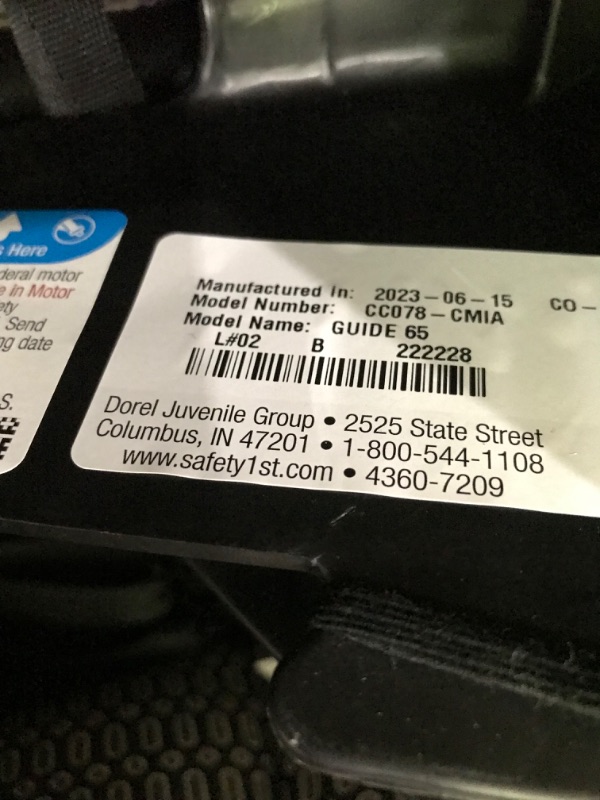 s Here
deral motor
e in Motor
ety
Send
ng date
S.
Manufactured in: 2023-06-15 CO-
Model Number: CC078-CMIA
Model Name: GUIDE 65
L#02 B 222228
Dorel Juvenile Group • 2525 State Street
Columbus, IN 47201 • 1-800-544-1108
www.safety1st.com • 4360-7209